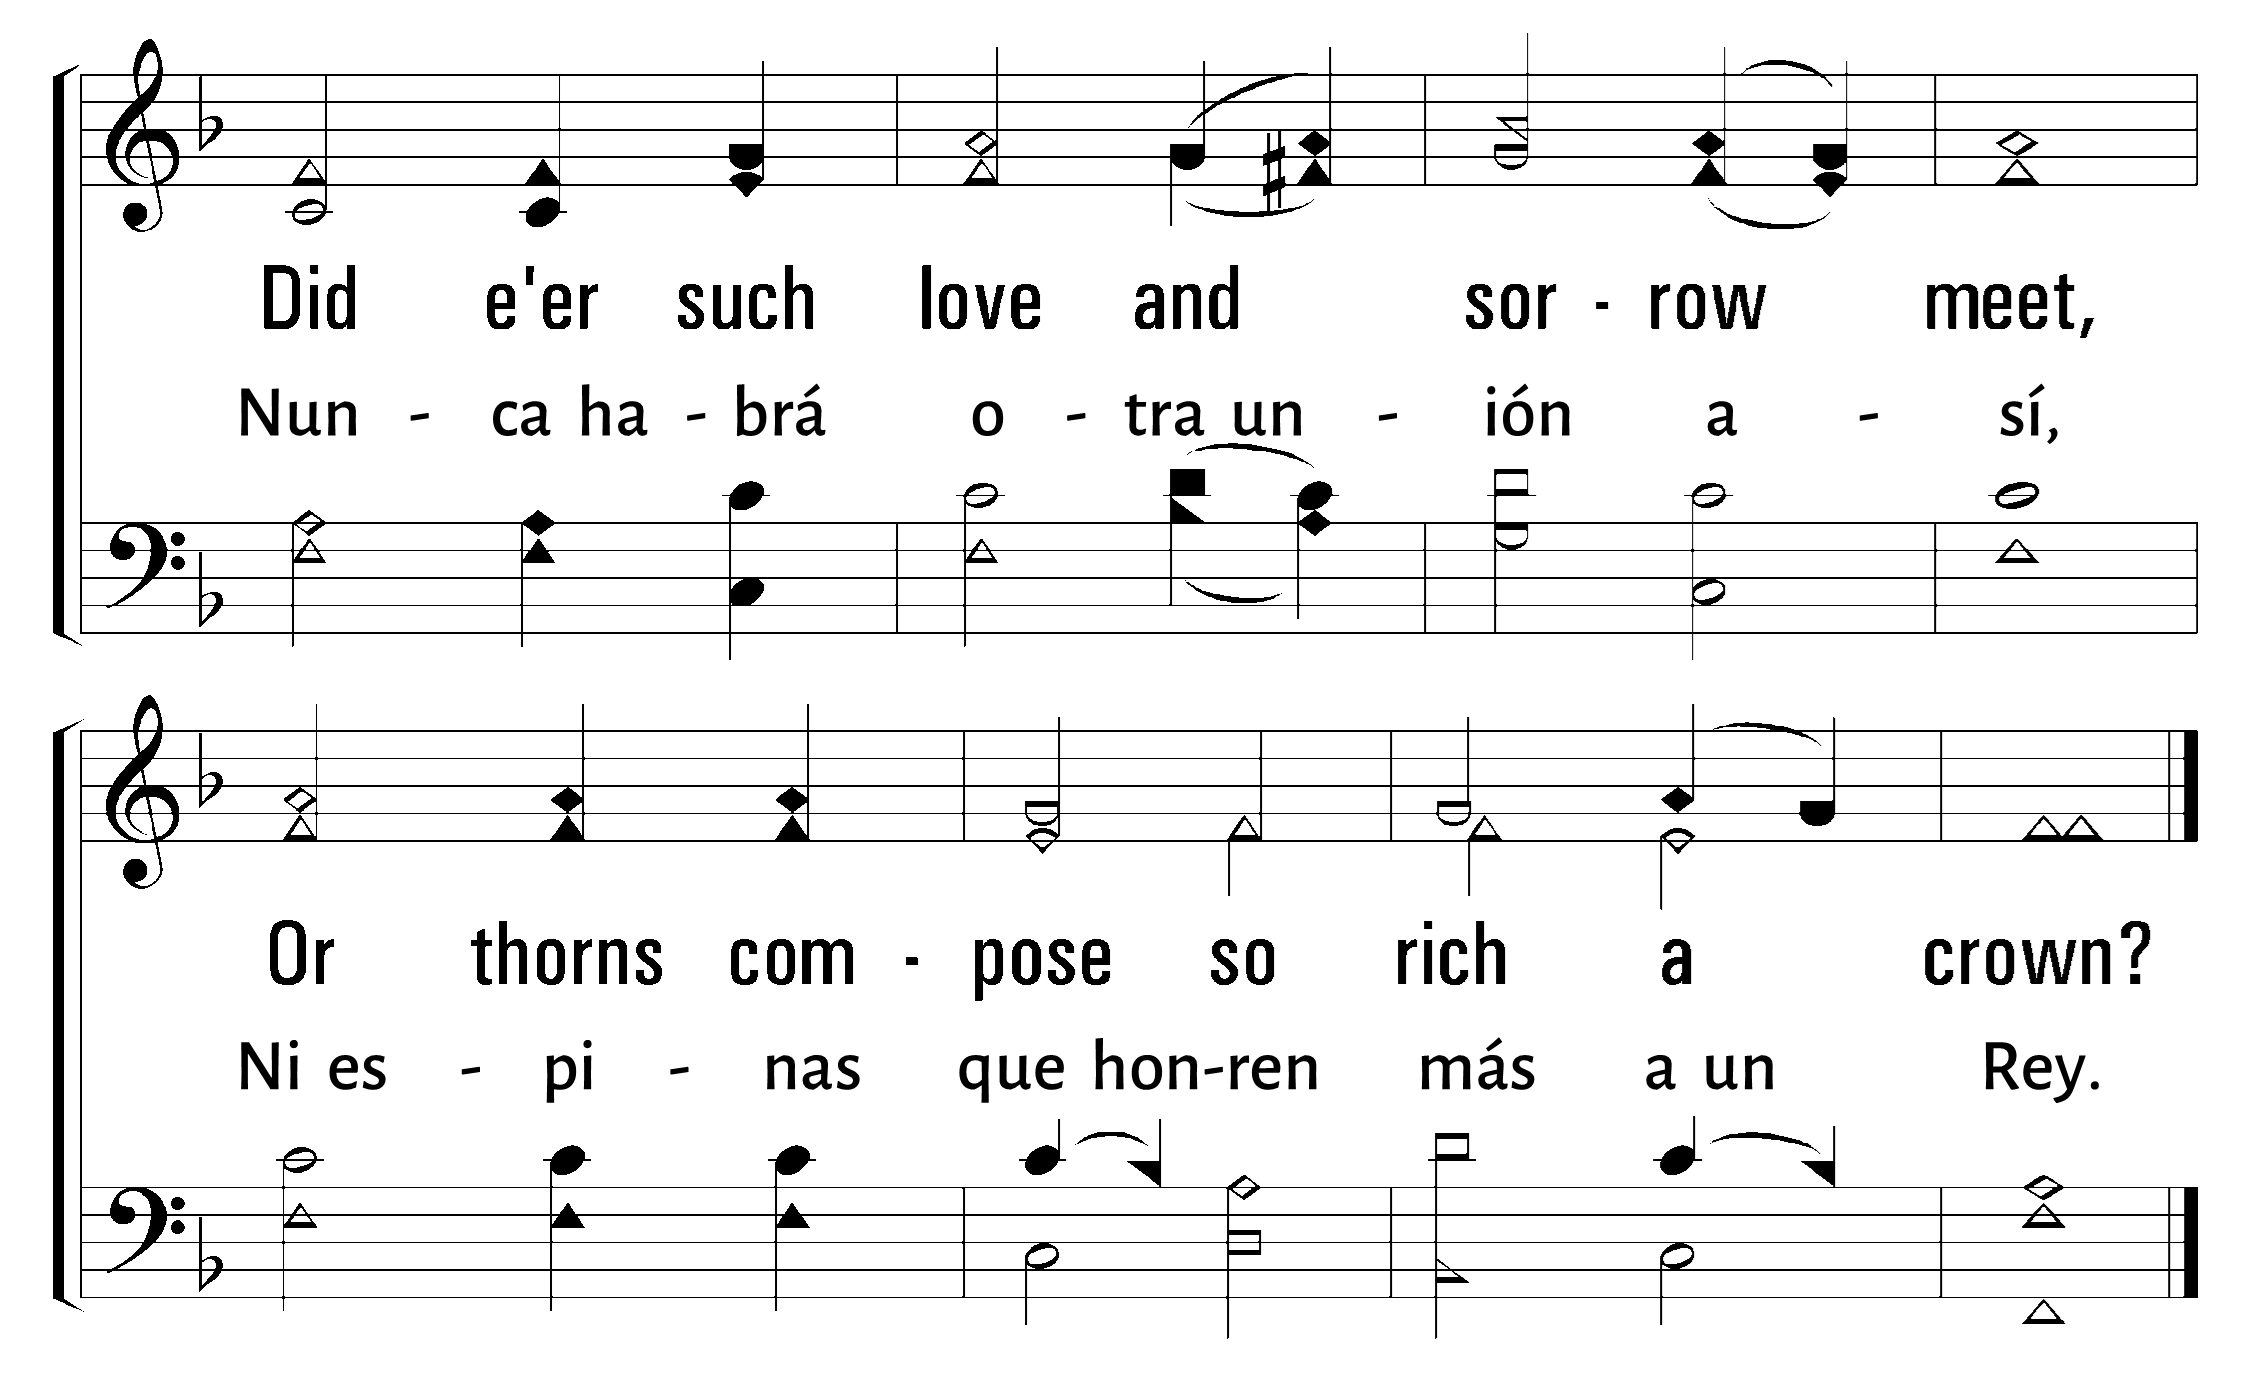 Did e'er such love and sor - row meet,
Nun - ca ha - brá o - tra un - ión a - sí,
Or thorns com - pose so rich a crown?
Ni es - pi - nas que hon-ren más a un Rey.